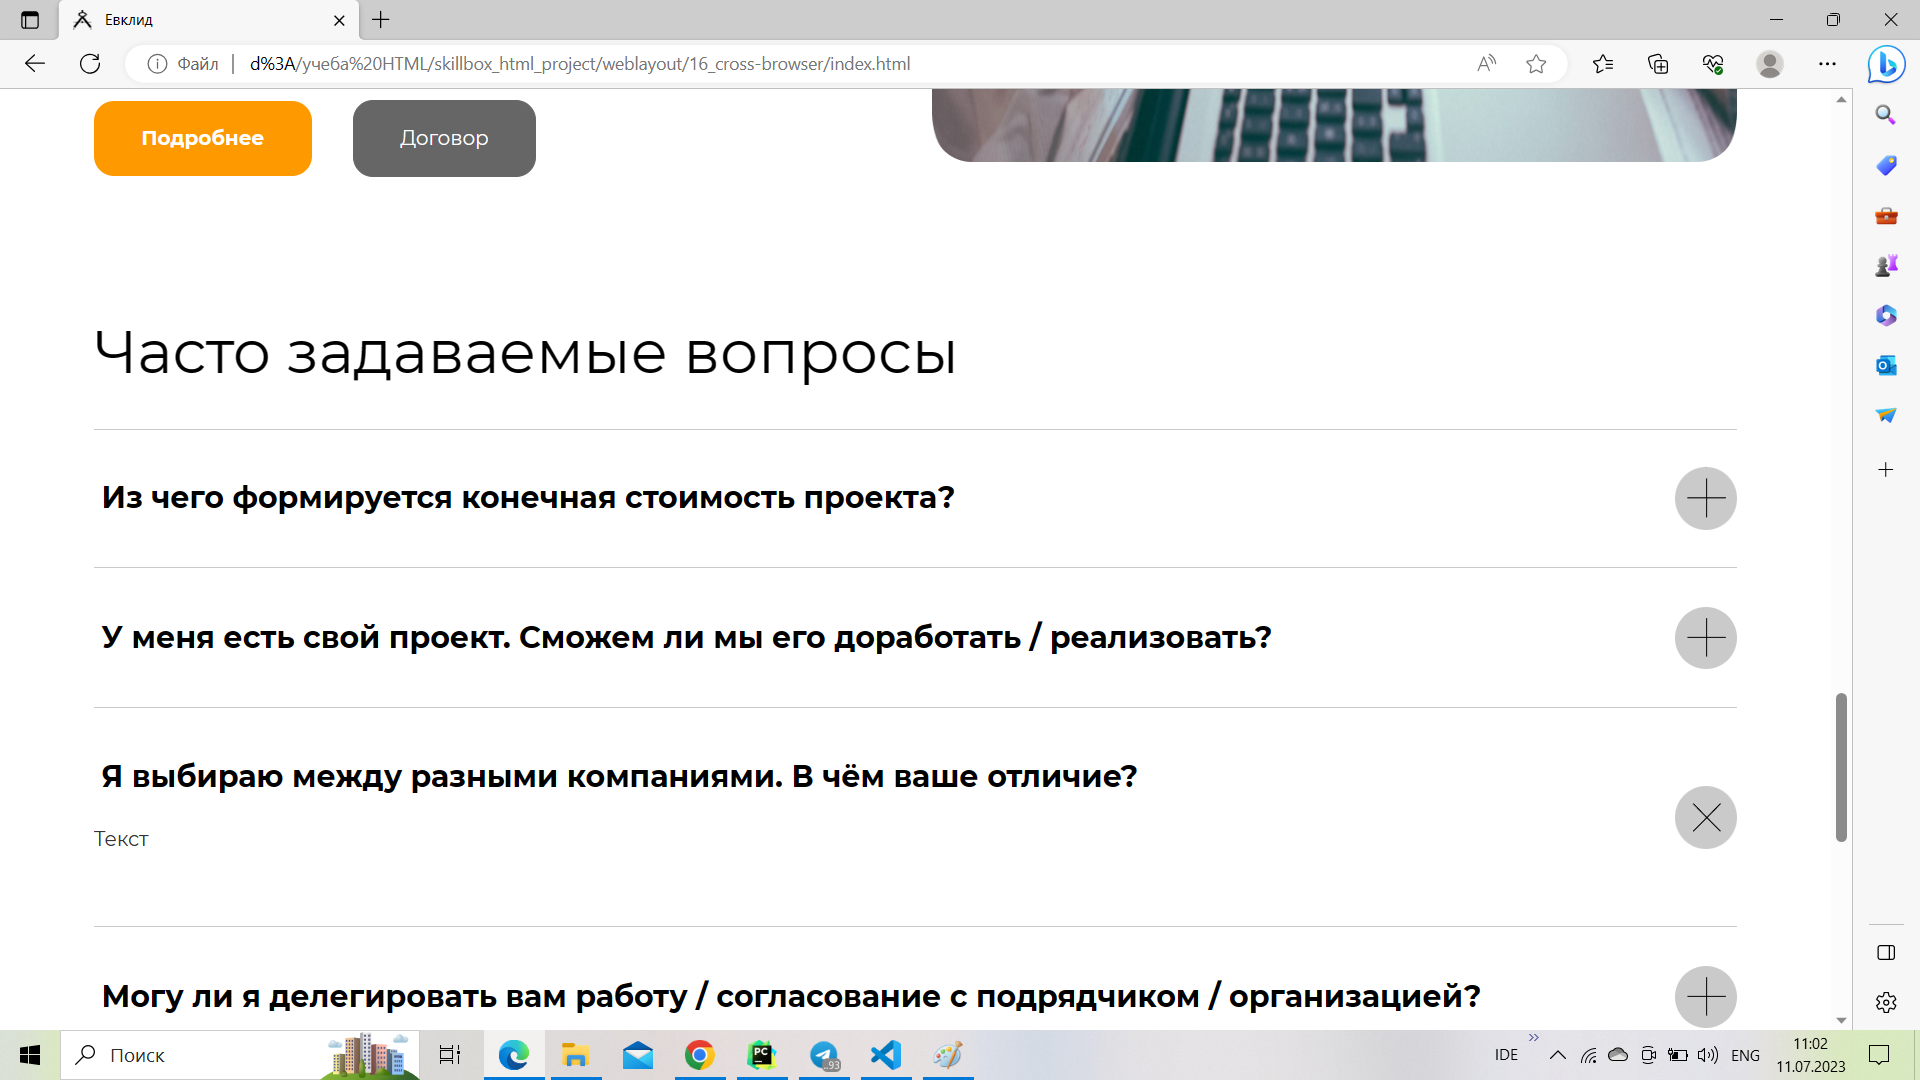 Евклид
Файл d%3A/учеба%20HTML/skillbox_html_project/weblayout/16_cross-browser/index.html
Подробнее
Договор
Часто задаваемые вопросы
Из чего формируется конечная стоимость проекта?
У меня есть свой проект. Сможем ли мы его доработать / реализовать?
Я выбираю между разными компаниями. В чём ваше отличие?
Текст
Могу ли я делегировать вам работу / согласование с подрядчиком / организацией?
Поиск
PC
.93
IDE
ENG
11:02
11.07.2023